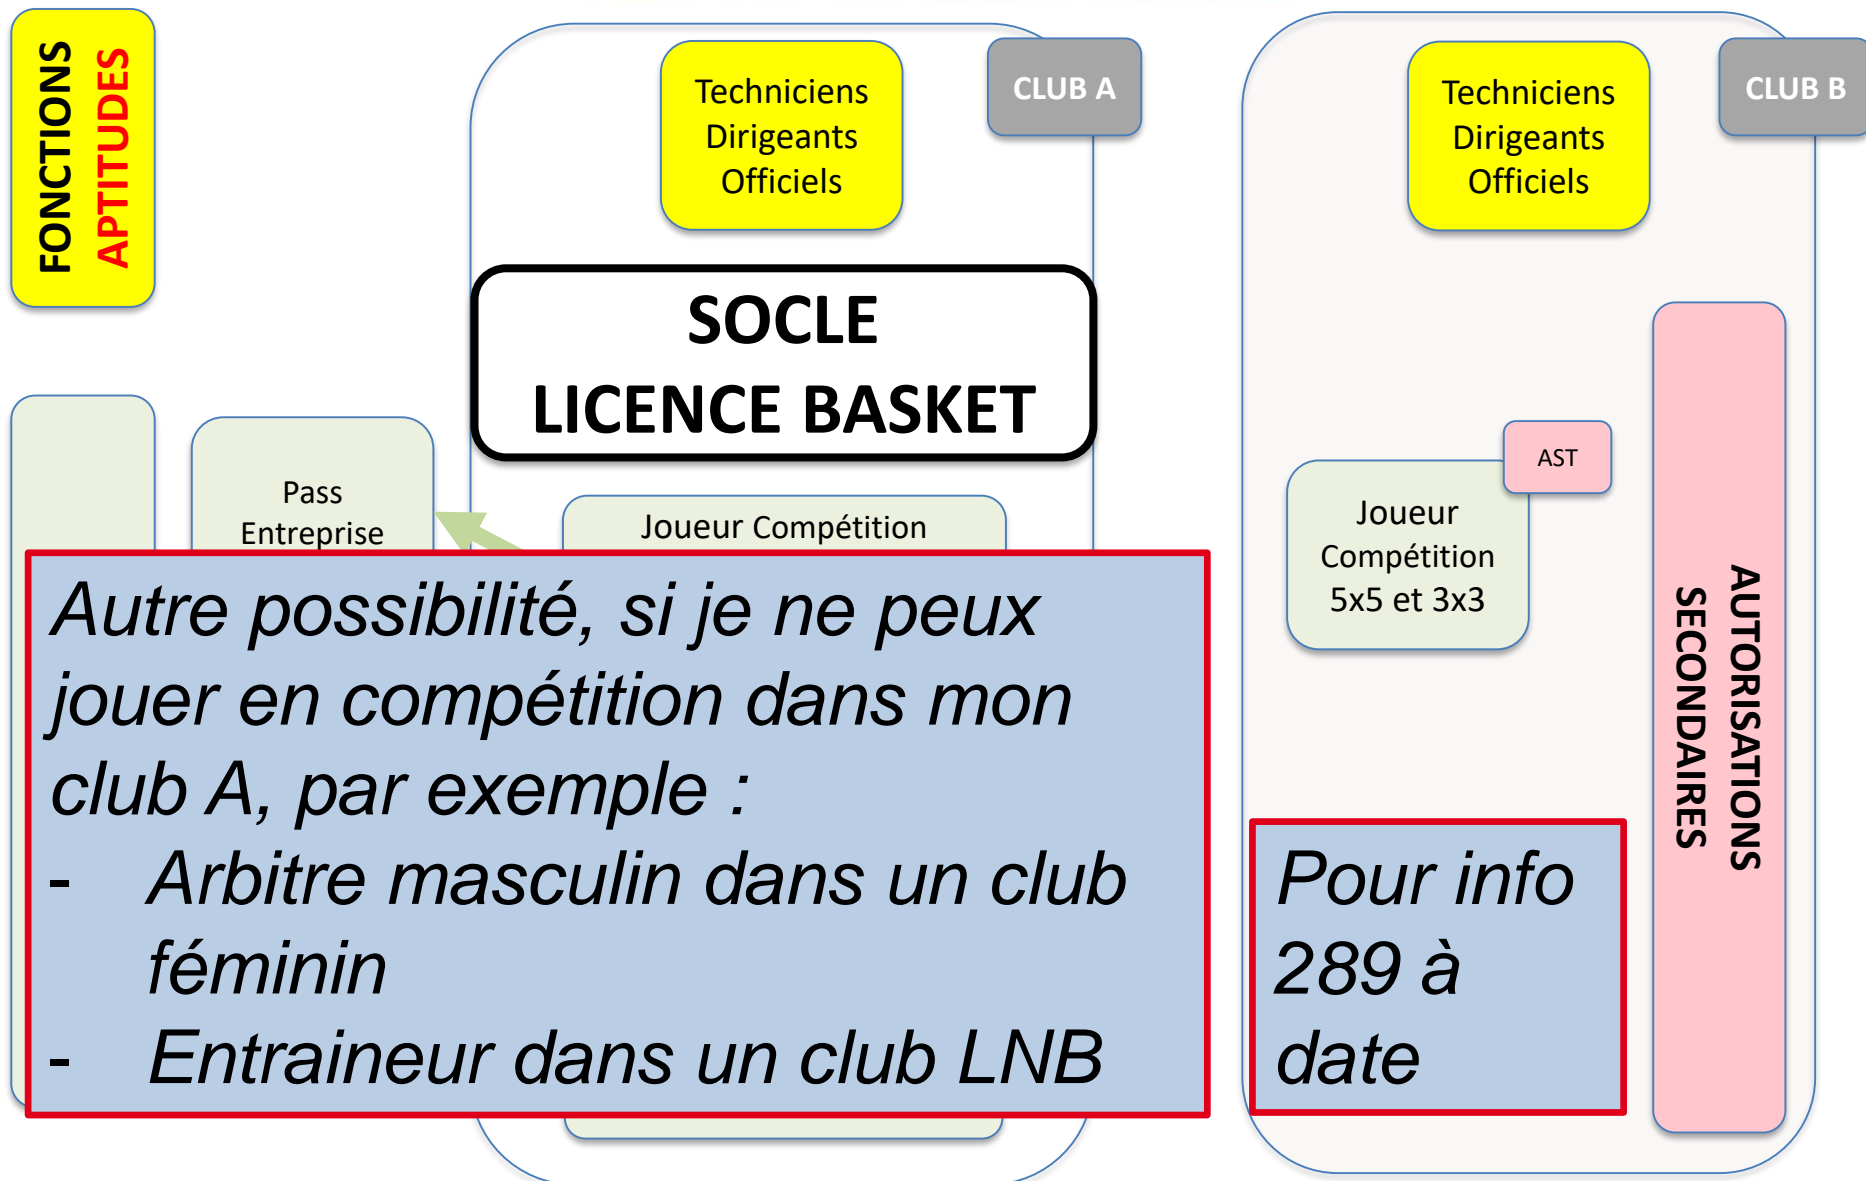 FONCTIONS
APTITUDES
Techniciens
Dirigeants
Officiels
CLUB A
SOCLE
LICENCE BASKET
Pass
Entreprise
Joueur Compétition
Autre possibilité, si je ne peux
jouer en compétition dans mon
club A, par exemple :
- Arbitre masculin dans un club
féminin
- Entraineur dans un club LNB
Techniciens
Dirigeants
Officiels
CLUB B
AST
Joueur
Compétition
5x5 et 3x3
AUTORISATIONS
SECONDAIRES
Pour info
289 à
date